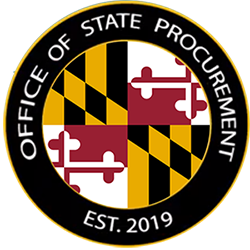 OFFICE OF STATE PROCUREMENT
EST. 2019